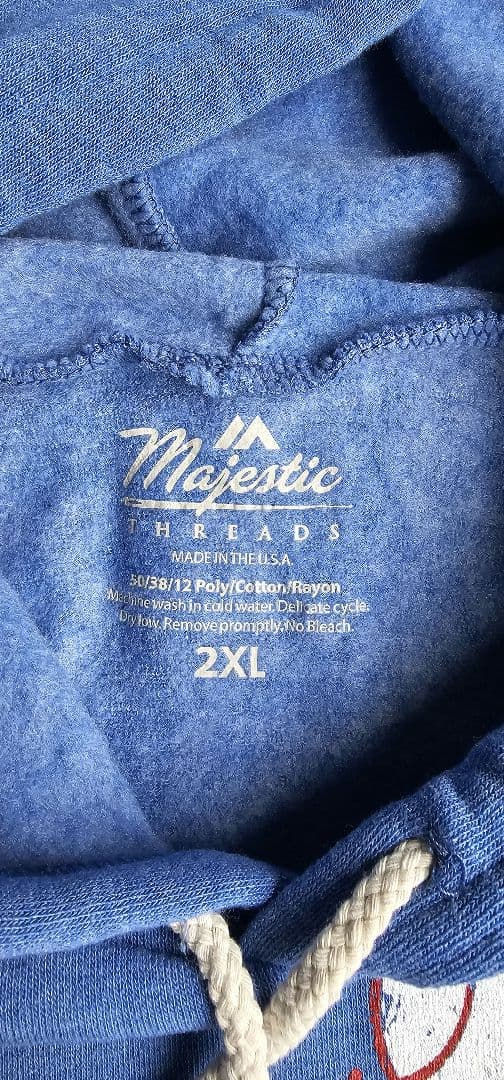 Majestic
THREADS
MADE IN THE U.S.A.
50/38/12 Poly/Cotton/Rayon
Machine wash in cold water. Delicate cycle.
Dry low. Remove promptly. No Bleach.
2XL